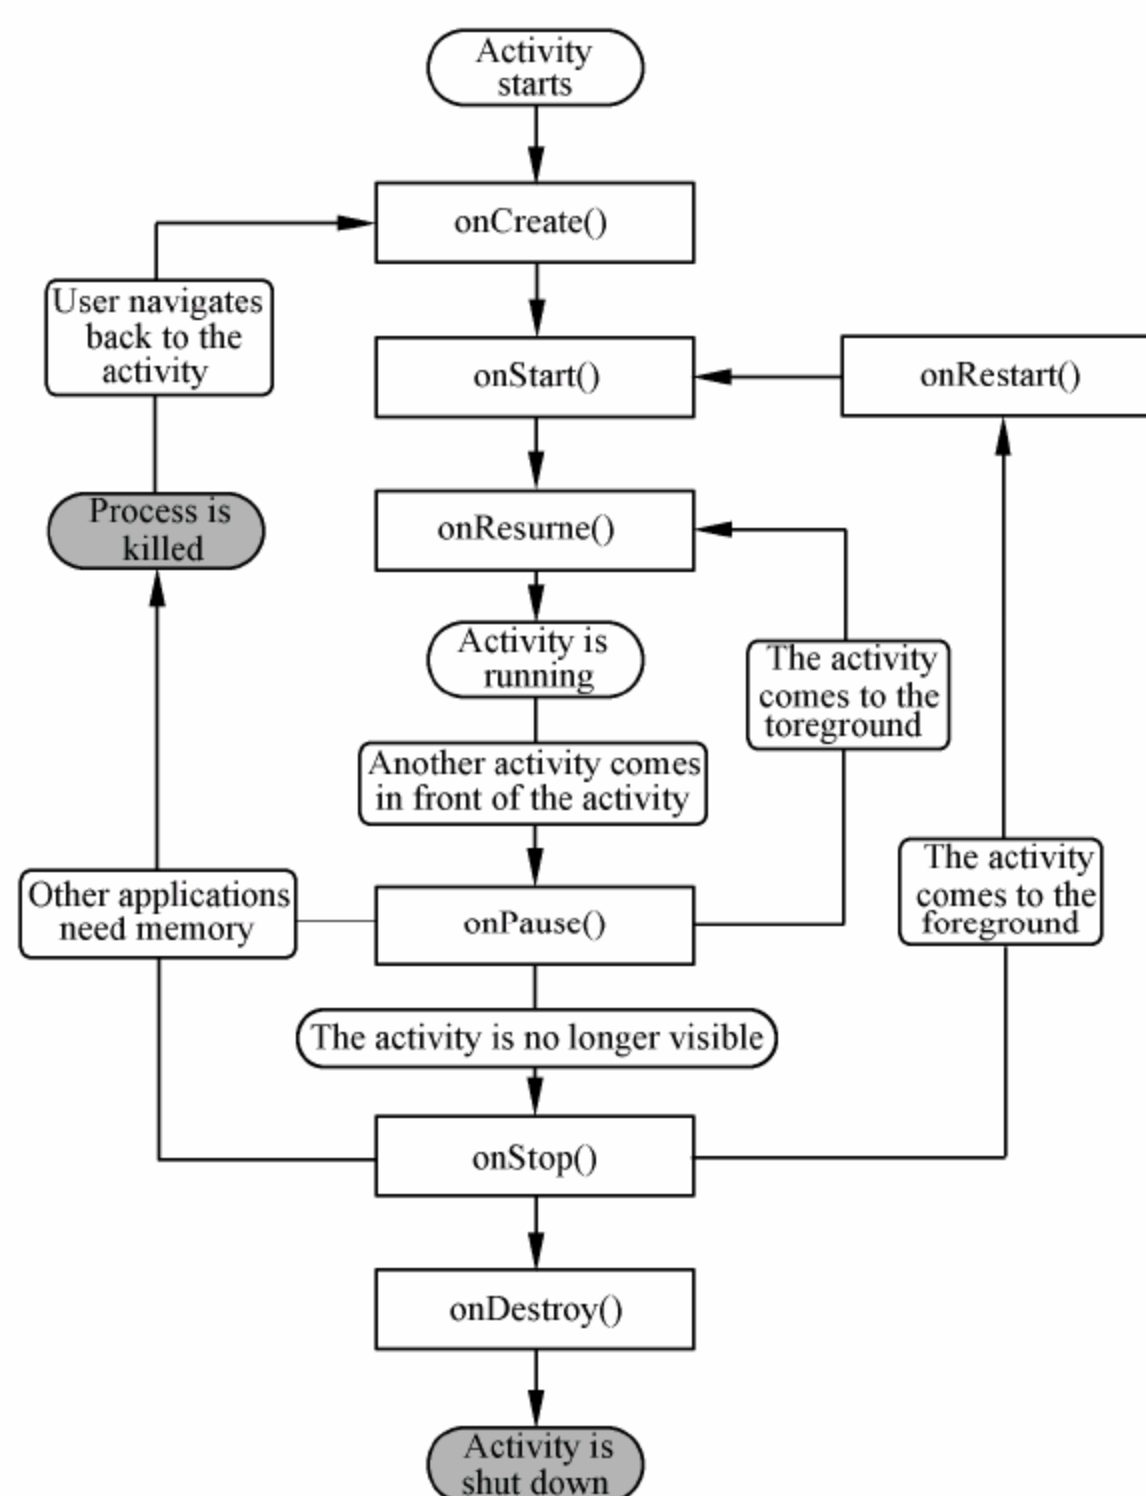 Activity
starts
onCreate()
User navigates
back to the
activity
onStart()
onRestart()
Process is
killed
onResurne()
Activity is
running
The activity
comes to the
toreground
Another activity comes
in front of the activity
The activity
comes to the
foreground
Other applications
need memory
onPause()
The activity is no longer visible
onStop()
onDestroy()
Activity is
shut down